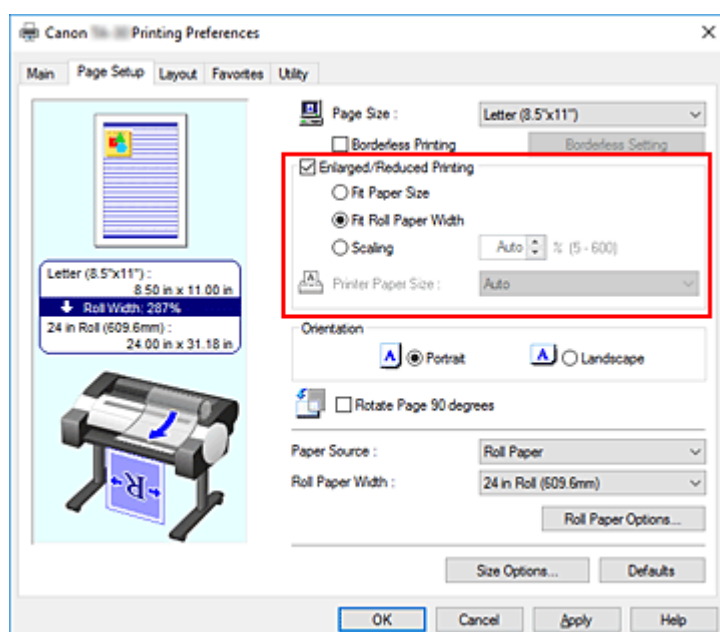 Canon Printing Preferences
Main Page Setup Layout Favorites Utility
Page Size : Letter (8.5"x11")
Borderless Printing Borderless Setting
Enlarged/Reduced Printing
Fit Paper Size
Fit Roll Paper Width
Scaling Auto % (5 - 600)
Printer Paper Size : Auto
Letter (8.5"x11") :
8.50 in x 11.00 in
Roll Width: 287%
24 in Roll (609.6mm) :
24.00 in x 31.18 in
Orientation
A Portrait A Landscape
Rotate Page 90 degrees
R
Paper Source : Roll Paper
Roll Paper Width : 24 in Roll (609.6mm)
Roll Paper Options...
Size Options... Defaults
OK Cancel Apply Help